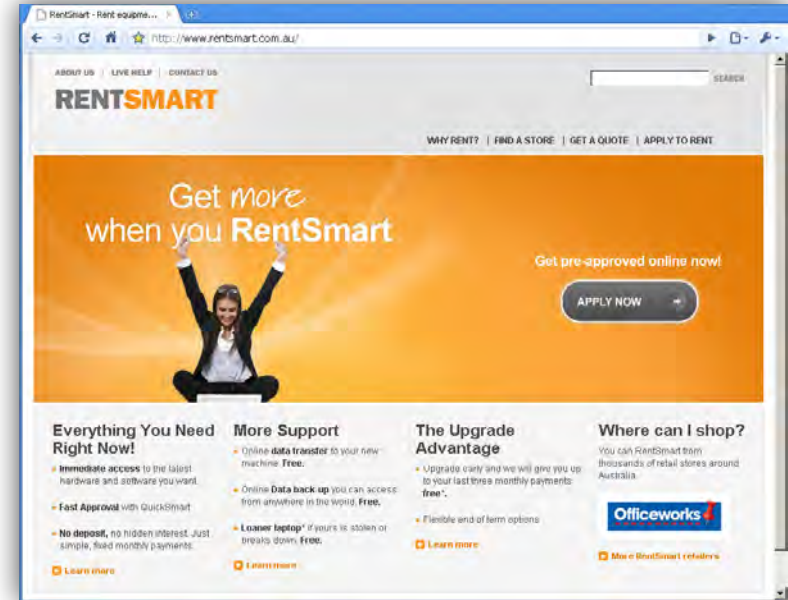 RentSmart - Rent equipme...
http://www.rentsmart.com.au/
ABOUT US | LIVE HELP | CONTACT US
SEARCH
RENTSMART
WHY RENT? | FIND A STORE | GET A QUOTE | APPLY TO RENT
Get more
when you RentSmart
Get pre-approved online now!
APPLY NOW
Everything You Need
Right Now!
Immediate access to the latest
hardware and software you want.
Fast Approval with QuickSmart
No deposit, no hidden interest. Just
simple, fixed monthly payments.
Learn more
More Support
Online data transfer to your new
machine. Free.
Online Data back up you can access
from anywhere in the world. Free.
Loaner laptop* if yours is stolen or
breaks down. Free.
Learn more
The Upgrade
Advantage
Upgrade early and we will give you up
to your last three monthly payments
free*.
Flexible end of term options
Learn more
Where can I shop?
You can RentSmart from
thousands of retail stores around
Australia.
Officeworks
More RentSmart retailers